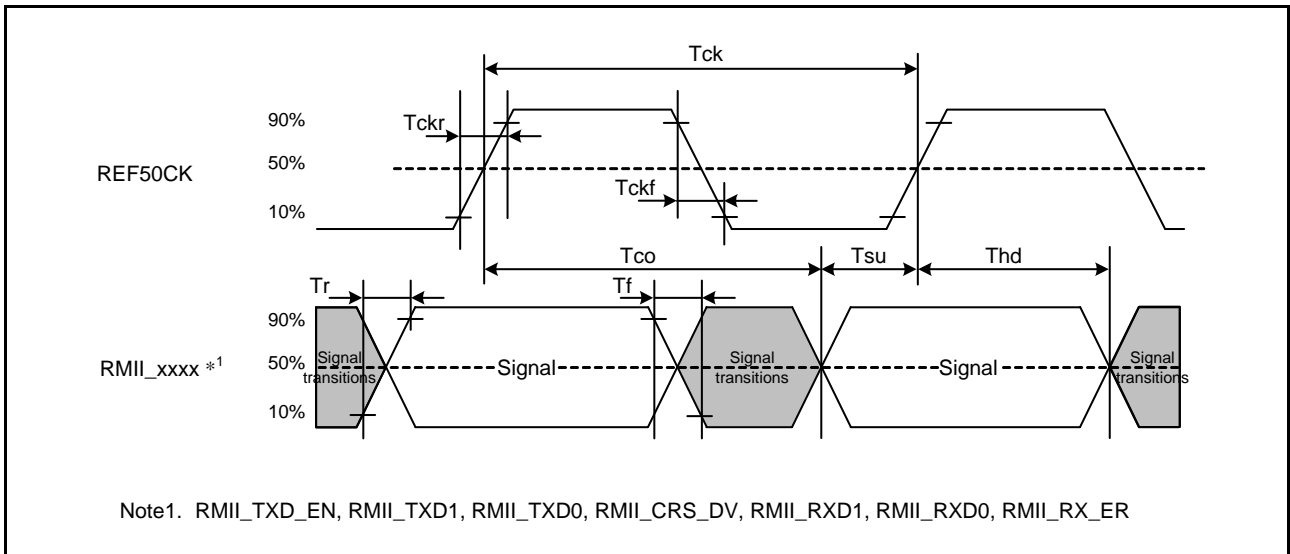 Tck
90%
Tckr
REF50CK
50%
Tckf
10%
Tco
Tsu
Thd
Tr
Tf
90%
RMII_xxxx *1
50%
Signal transitions
Signal
Signal transitions
Signal
Signal transitions
10%
Note1. RMII_TXD_EN, RMII_TXD1, RMII_TXD0, RMII_CRS_DV, RMII_RXD1, RMII_RXD0, RMII_RX_ER